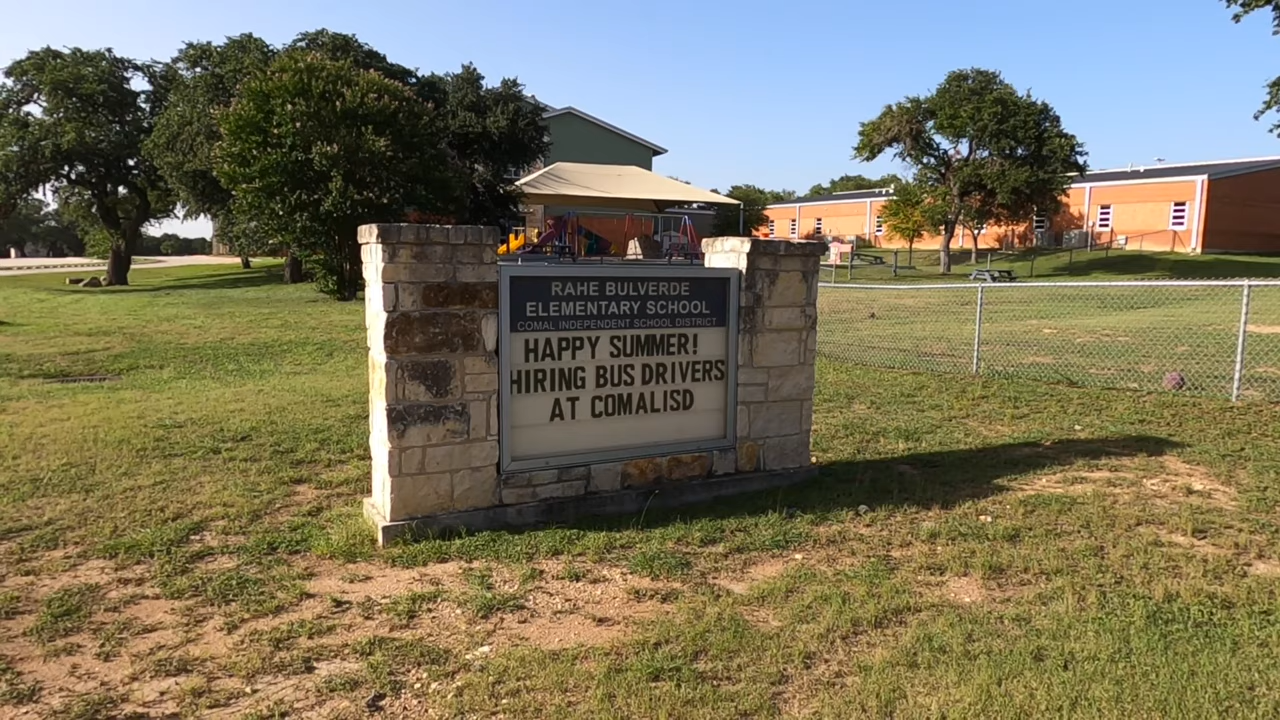 RAHE BULVERDE
ELEMENTARY SCHOOL
COMAL INDEPENDENT SCHOOL DISTRICT
HAPPY SUMMER!
HIRING BUS DRIVERS
AT COMALISD